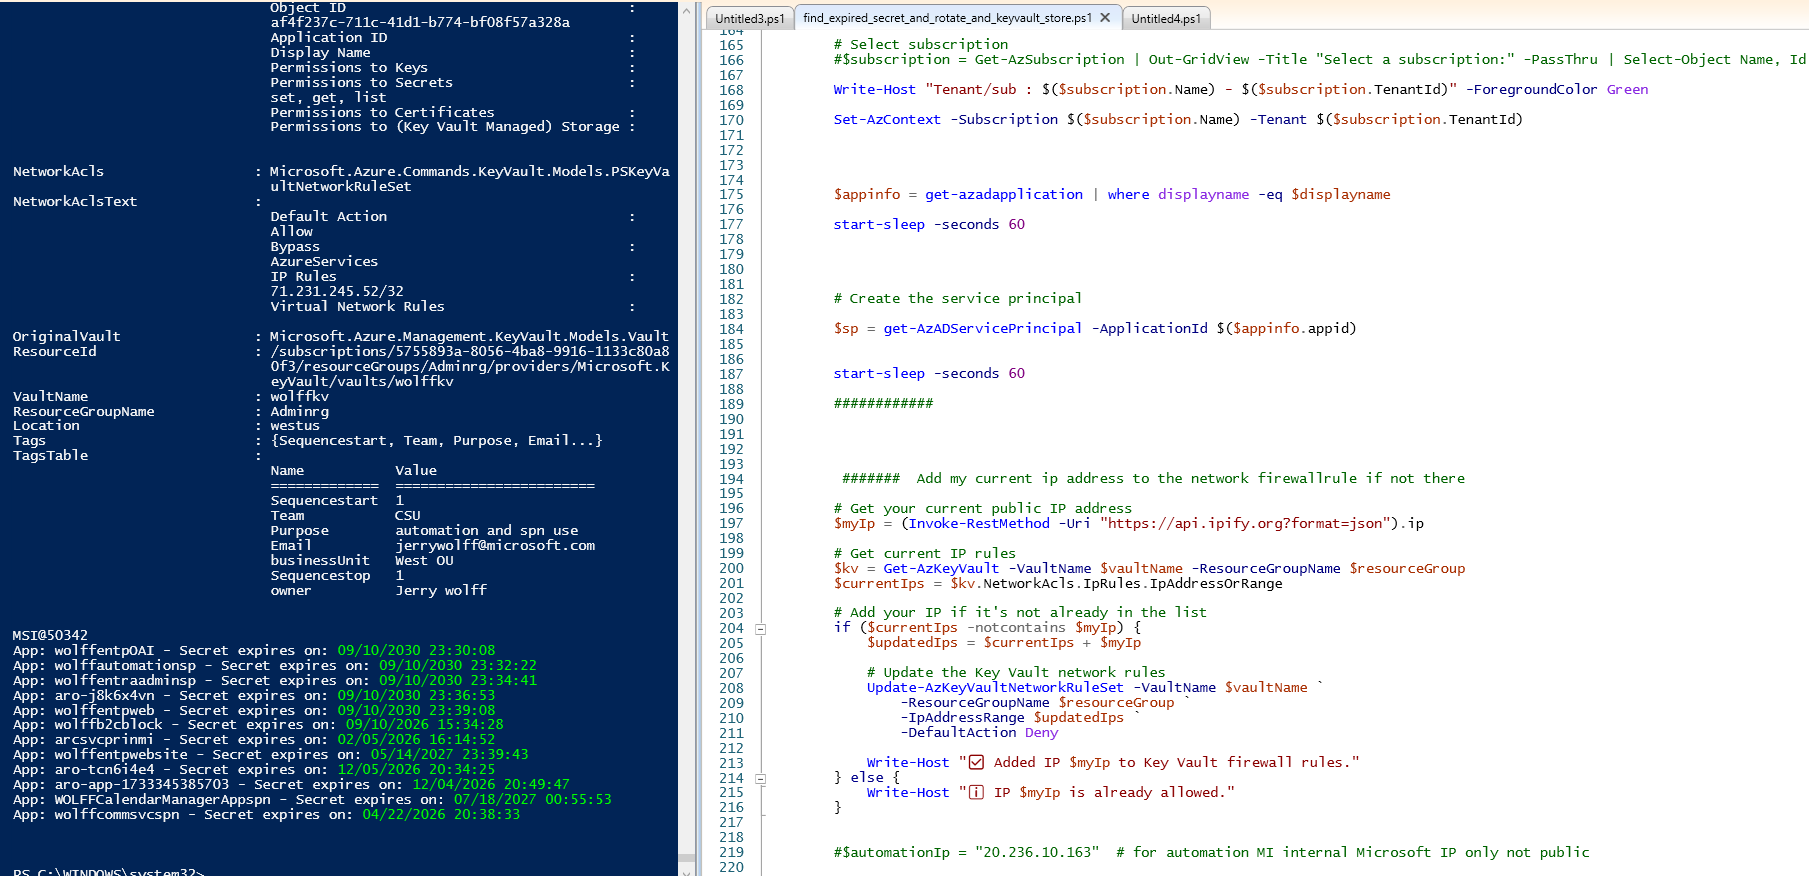 Object ID                                  :
af4f237c-711c-41d1-b774-bf08f57a328a
Application ID                             :
Display Name                               :
Permissions to Keys                        :
Permissions to Secrets                     :
set, get, list
Permissions to Certificates                :
Permissions to (Key Vault Managed) Storage :
NetworkAcls                  : Microsoft.Azure.Commands.KeyVault.Models.PSKeyVa
ultNetworkRuleSet
NetworkAclsText              :
Default Action                             :
Allow
Bypass                                     :
AzureServices
IP Rules                                   :
71.231.245.52/32
Virtual Network Rules                      :
OriginalVault                : Microsoft.Azure.Management.KeyVault.Models.Vault
ResourceId                   : /subscriptions/5755893a-8056-4ba8-9916-1133c80a8
0f3/resourceGroups/Adminrg/providers/Microsoft.K
eyVault/vaults/wolffkv
VaultName                    : wolffkv
ResourceGroupName            : Adminrg
Location                     : westus
Tags                         : {Sequencestart, Team, Purpose, Email...}
TagsTable                    :
Name           Value
=============  ========================
Sequencestart  1
Team           CSU
Purpose        automation and spn use
Email          jerrywolff@microsoft.com
businessUnit   West OU
Sequencestop   1
owner          Jerry wolff
MSI@50342
App: wolffentpOAI - Secret expires on: 09/10/2030 23:30:08
App: wolffautomationsp - Secret expires on: 09/10/2030 23:32:22
App: wolffentraadminsp - Secret expires on: 09/10/2030 23:34:41
App: aro-j8k6x4vn - Secret expires on: 09/10/2030 23:36:53
App: wolffentpweb - Secret expires on: 09/10/2030 23:39:08
App: wolffb2cblock - Secret expires on: 09/10/2026 15:34:28
App: arcsvcprinmi - Secret expires on: 02/05/2026 16:14:52
App: wolffentpwebsite - Secret expires on: 05/14/2027 23:39:43
App: aro-tcn6i4e4 - Secret expires on: 12/05/2026 20:34:25
App: aro-app-1733345385703 - Secret expires on: 12/04/2026 20:49:47
App: WOLFFCalendarManagerAppspn - Secret expires on: 07/18/2027 00:55:53
App: wolffcommsvcspn - Secret expires on: 04/22/2026 20:38:33
PS C:\WINDOWS\system32>
Untitled3.ps1 find_expired_secret_and_rotate_and_keyvault_store.ps1 ✕ Untitled4.ps1
164
165 # Select subscription
166 #$subscription = Get-AzSubscription | Out-GridView -Title "Select a subscription:" -PassThru | Select-Object Name, Id
167
168 Write-Host "Tenant/sub : $($subscription.Name) - $($subscription.TenantId)" -ForegroundColor Green
169
170 Set-AzContext -Subscription $($subscription.Name) -Tenant $($subscription.TenantId)
171
172
173
174
175 $appinfo = get-azadapplication | where displayname -eq $displayname
176
177 start-sleep -seconds 60
178
179
180
181
182 # Create the service principal
183
184 $sp = get-AzADServicePrincipal -ApplicationId $($appinfo.appid)
185
186
187 start-sleep -seconds 60
188
189 ############
190
191
192
193
194 #######  Add my current ip address to the network firewallrule if not there
195
196 # Get your current public IP address
197 $myIp = (Invoke-RestMethod -Uri "https://api.ipify.org?format=json").ip
198
199 # Get current IP rules
200 $kv = Get-AzKeyVault -VaultName $vaultName -ResourceGroupName $resourceGroup
201 $currentIps = $kv.NetworkAcls.IpRules.IpAddressOrRange
202
203 # Add your IP if it's not already in the list
204 if ($currentIps -notcontains $myIp) {
205     $updatedIps = $currentIps + $myIp
206
207     # Update the Key Vault network rules
208     Update-AzKeyVaultNetworkRuleSet -VaultName $vaultName `
209         -ResourceGroupName $resourceGroup `
210         -IpAddressRange $updatedIps `
211         -DefaultAction Deny
212
213     Write-Host "☑ Added IP $myIp to Key Vault firewall rules."
214 } else {
215     Write-Host "ℹ IP $myIp is already allowed."
216 }
217
218
219 #$automationIp = "20.236.10.163"  # for automation MI internal Microsoft IP only not public
220